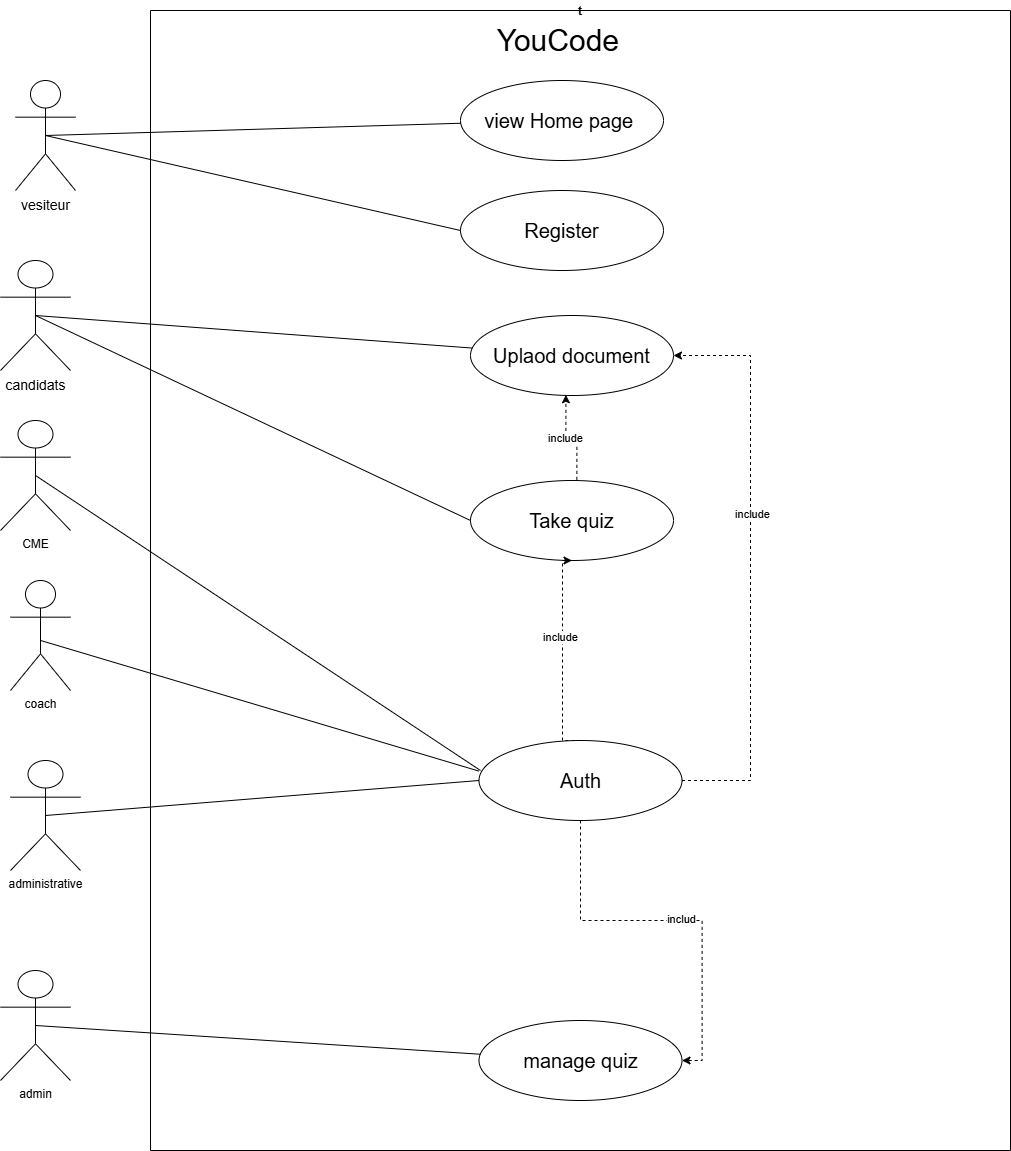 t
YouCode
view Home page
vesiteur
Register
candidats
Uplaod document
include
CME
Take quiz
include
include
coach
Auth
administrative
includ
admin
manage quiz